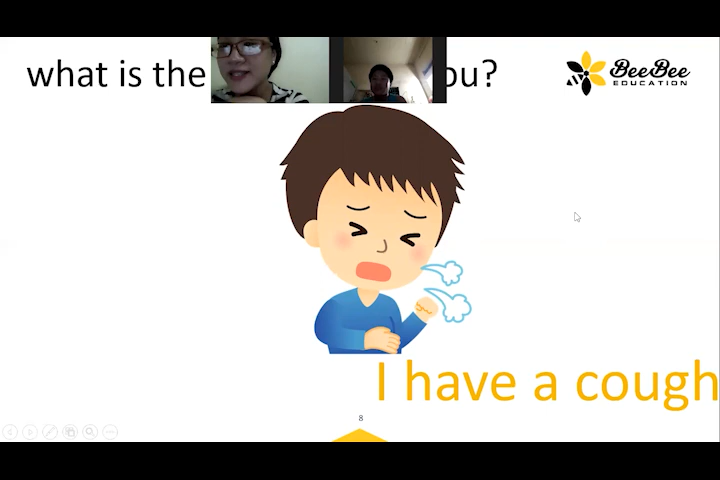 what is the ou?
BeeBee
EDUCATION
I have a cough
8